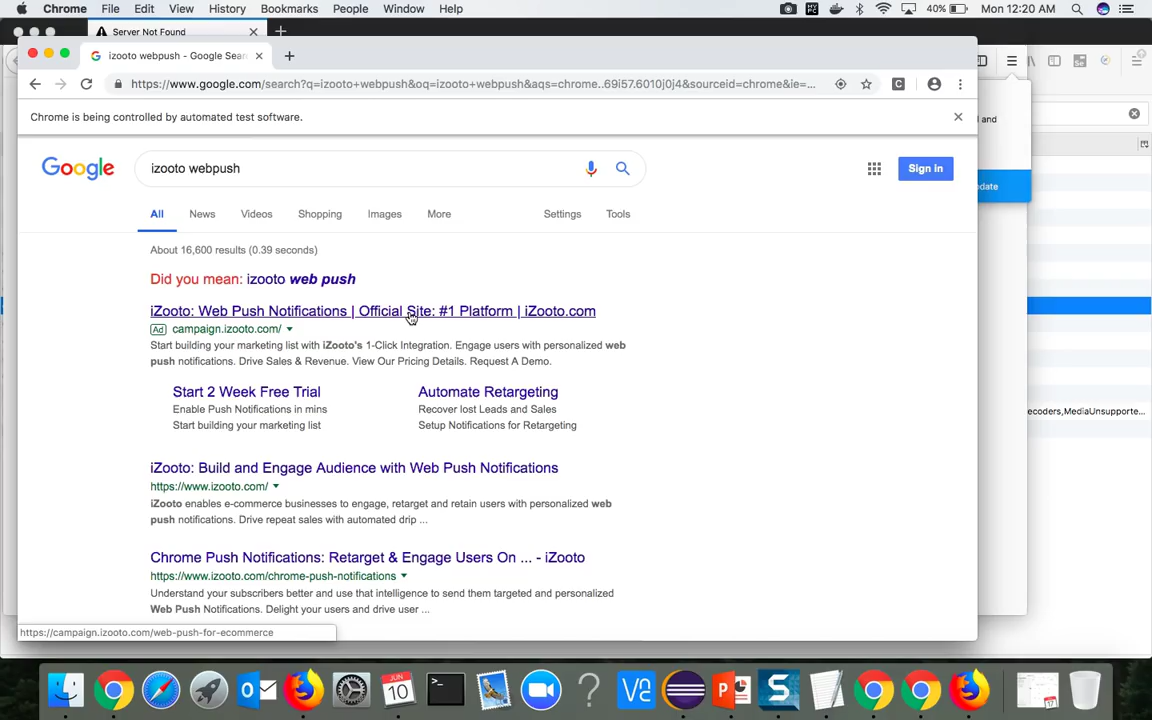 Chrome File Edit View History Bookmarks People Window Help 40% Mon 12:20 AM
Server Not Found
izooto webpush - Google Sear
https://www.google.com/search?q=izooto+webpush&oq=izooto+webpush&aqs=chrome..69i57.6010j0j4&sourceid=chrome&ie=...
Chrome is being controlled by automated test software.
and
Google
izooto webpush
Sign in
date
All News Videos Shopping Images More Settings Tools
About 16,600 results (0.39 seconds)
Did you mean: izooto web push
iZooto: Web Push Notifications | Official Site: #1 Platform | iZooto.com
Ad campaign.izooto.com/
Start building your marketing list with iZooto's 1-Click Integration. Engage users with personalized web
push notifications. Drive Sales & Revenue. View Our Pricing Details. Request A Demo.
Start 2 Week Free Trial
Enable Push Notifications in mins
Start building your marketing list
Automate Retargeting
Recover lost Leads and Sales
Setup Notifications for Retargeting
ecoders,MediaUnsupporte...
iZooto: Build and Engage Audience with Web Push Notifications
https://www.izooto.com/
iZooto enables e-commerce businesses to engage, retarget and retain users with personalized web
push notifications. Drive repeat sales with automated drip ...
Chrome Push Notifications: Retarget & Engage Users On ... - iZooto
https://www.izooto.com/chrome-push-notifications
Understand your subscribers better and use that intelligence to send them targeted and personalized
Web Push Notifications. Delight your users and drive user ...
https://campaign.izooto.com/web-push-for-ecommerce
JUN
10